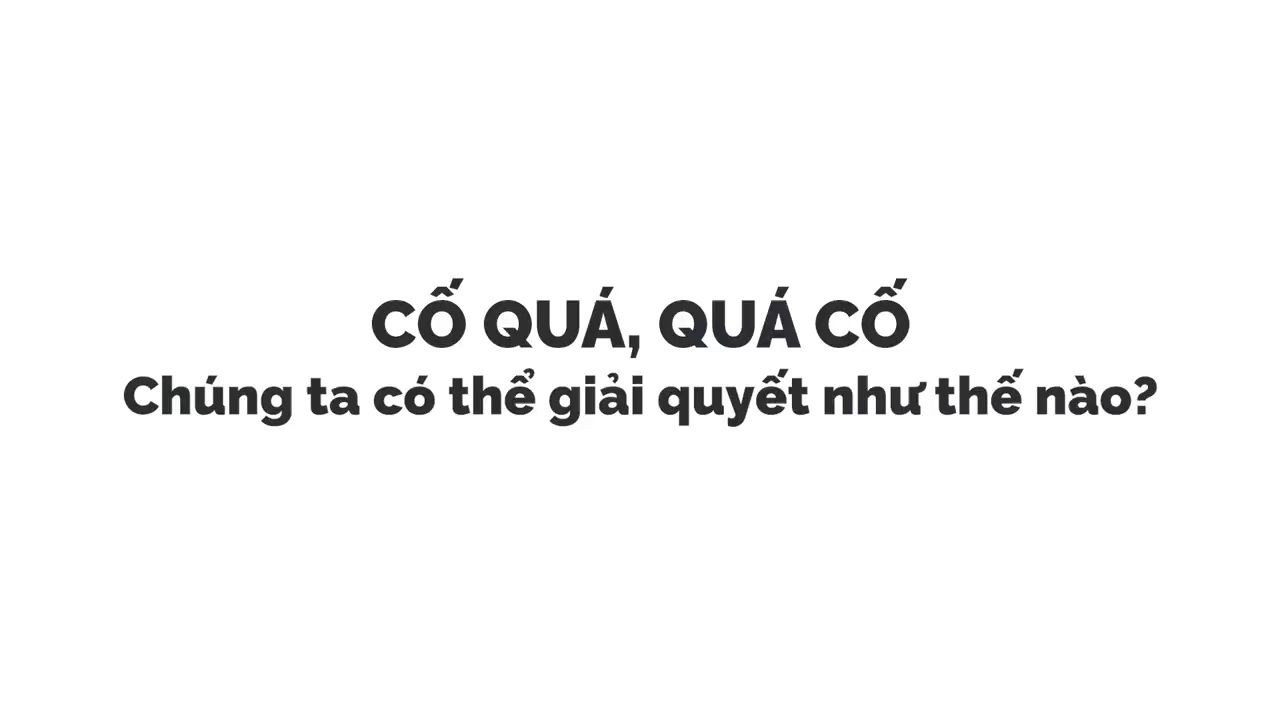 CỐ QUÁ, QUÁ CỐ
Chúng ta có thể giải quyết như thế nào?